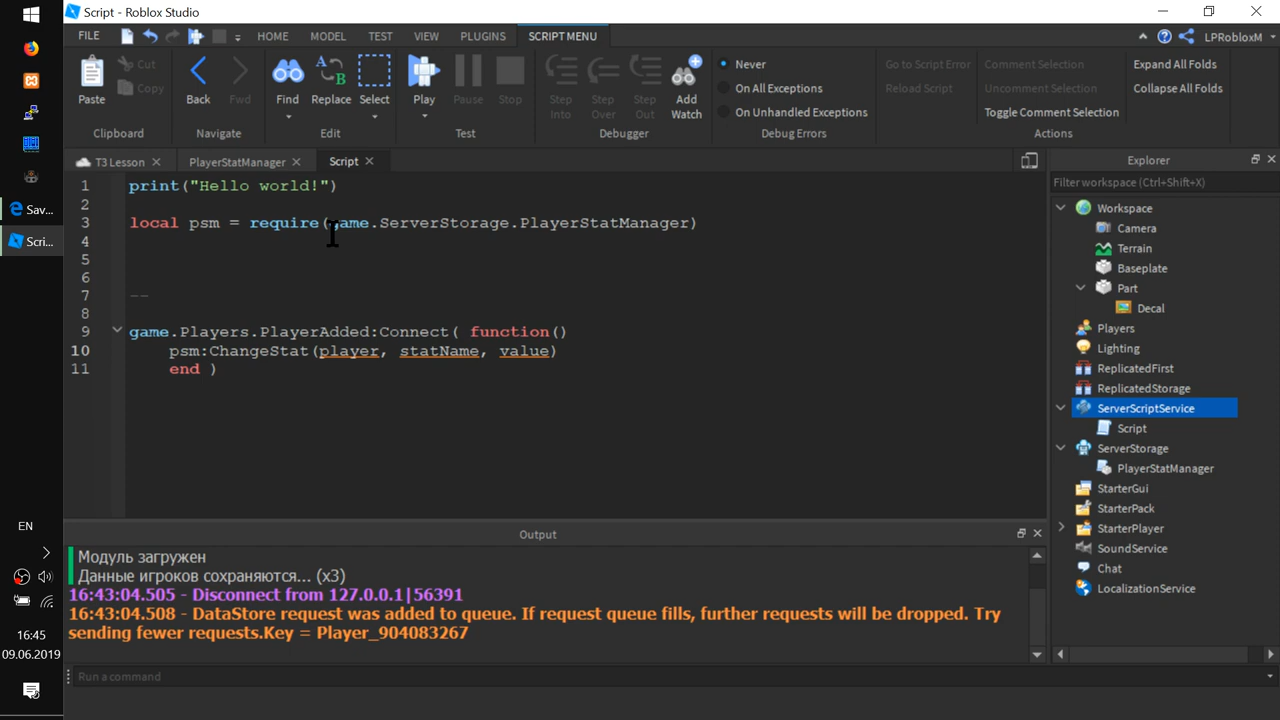 Script - Roblox Studio
FILE HOME MODEL TEST VIEW PLUGINS SCRIPT MENU LPRobloxM
Paste Cut Copy Back Fwd Find Replace Select Play Pause Stop Step Into Step Over Step Out Add Watch
Never
On All Exceptions
On Unhandled Exceptions
Go to Script Error
Reload Script
Comment Selection
Uncomment Selection
Toggle Comment Selection
Expand All Folds
Collapse All Folds
Clipboard Navigate Edit Test Debugger Debug Errors Actions
T3 Lesson PlayerStatManager Script
1 print("Hello world!")
2
3 local psm = require(game.ServerStorage.PlayerStatManager)
4
5
6
7 --
8
9 game.Players.PlayerAdded:Connect( function()
10 psm:ChangeStat(player, statName, value)
11 end )
Explorer
Filter workspace (Ctrl+Shift+X)
Workspace
Camera
Terrain
Baseplate
Part
Decal
Players
Lighting
ReplicatedFirst
ReplicatedStorage
ServerScriptService
Script
ServerStorage
PlayerStatManager
StarterGui
StarterPack
StarterPlayer
SoundService
Chat
LocalizationService
Output
Модуль загружен
Данные игроков сохраняются... (x3)
16:43:04.505 - Disconnect from 127.0.0.1|56391
16:43:04.508 - DataStore request was added to queue. If request queue fills, further requests will be dropped. Try
sending fewer requests.Key = Player_904083267
Run a command
Sav...
Scri...
EN
16:45
09.06.2019